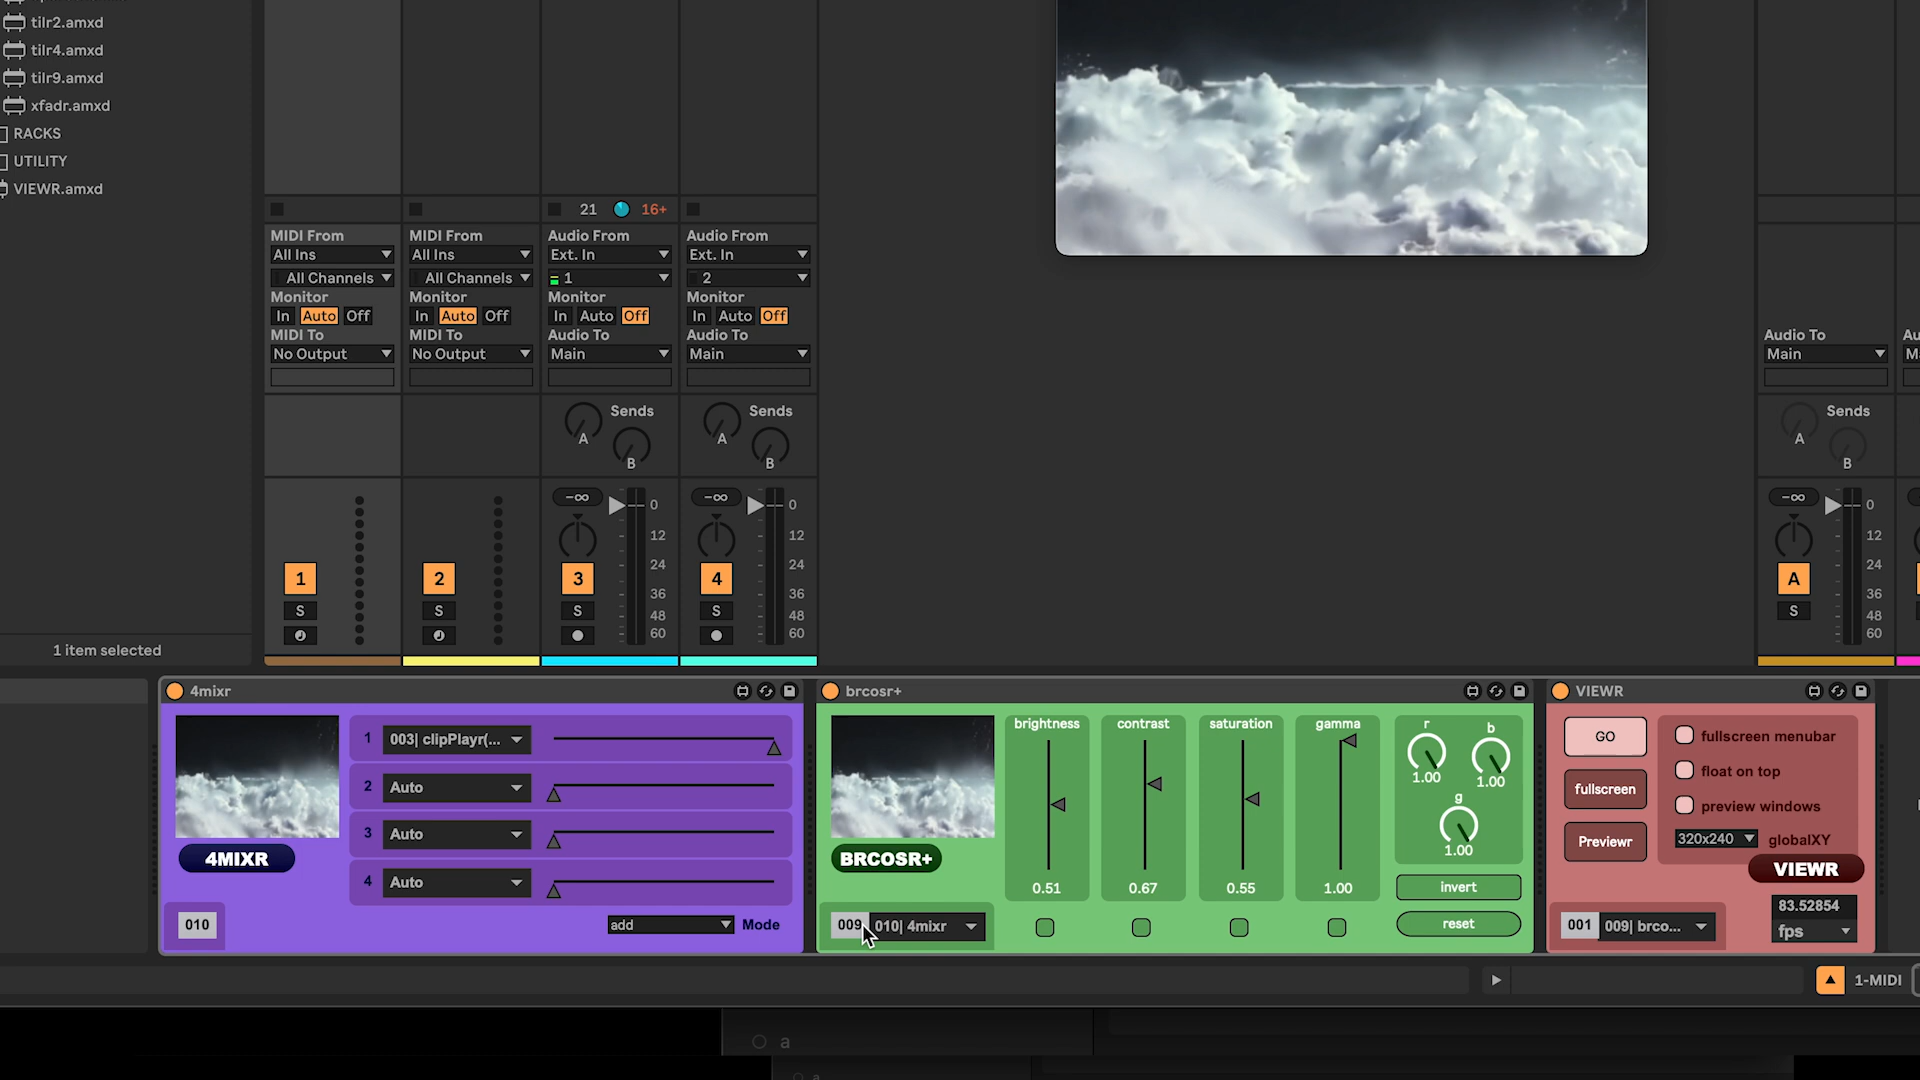 tilr2.amxd
tilr4.amxd
tilr9.amxd
xfadr.amxd
RACKS
UTILITY
VIEWR.amxd
1 item selected
21 16+
MIDI From
All Ins
All Channels
Monitor
In Auto Off
MIDI To
No Output
MIDI From
All Ins
All Channels
Monitor
In Auto Off
MIDI To
No Output
Audio From
Ext. In
1
Monitor
In Auto Off
Audio To
Main
Audio From
Ext. In
2
Monitor
In Auto Off
Audio To
Main
Audio To
Main
Au
M
Sends
A
B
Sends
A
B
Sends
A
B
1
S
2
S
-∞
0
12
24
36
48
60
3
S
-∞
0
12
24
36
48
60
4
S
-∞
0
12
24
36
48
60
A
S
4mixr
1 003| clipPlayr(...
2 Auto
3 Auto
4 Auto
4MIXR
010
add Mode
brcosr+
BRCOSR+
009 010| 4mixr
brightness contrast saturation gamma
0.51 0.67 0.55 1.00
r
1.00
b
1.00
g
1.00
invert
reset
VIEWR
GO
fullscreen
Previewr
fullscreen menubar
float on top
preview windows
320x240 globalXY
VIEWR
001 009| brco...
83.52854
fps
1-MIDI
a